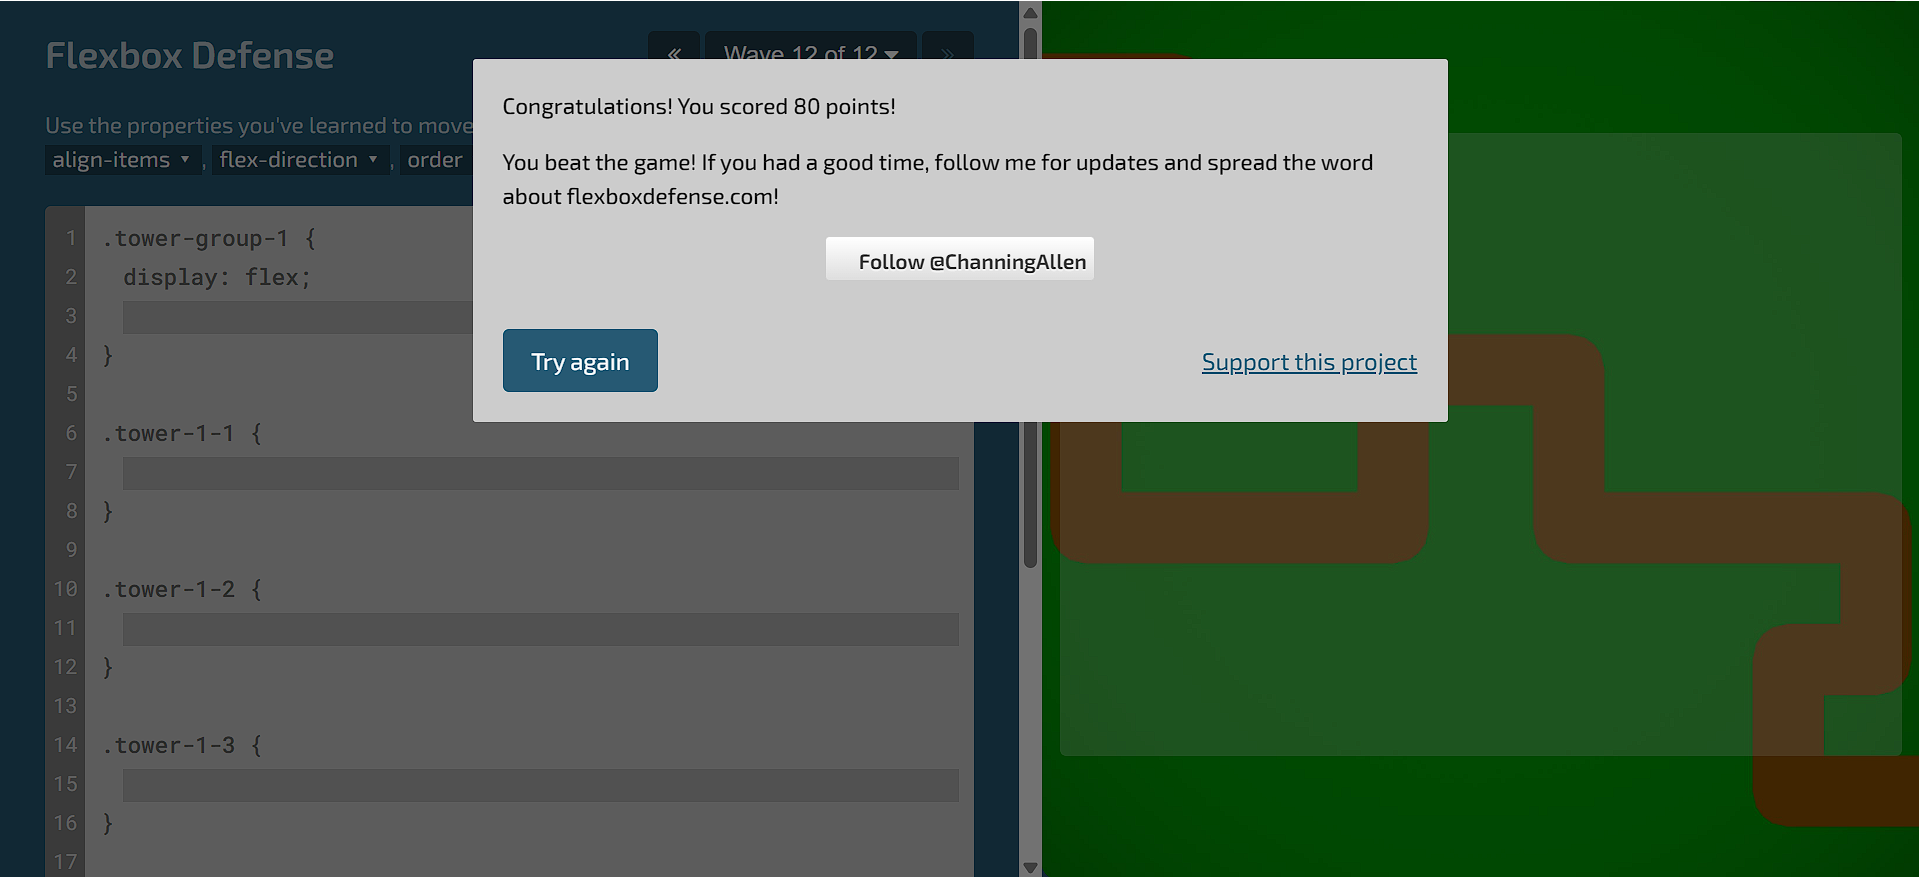 Flexbox Defense
« Wave 12 of 12 »
Congratulations! You scored 80 points!
Use the properties you've learned to move
align-items , flex-direction , order
You beat the game! If you had a good time, follow me for updates and spread the word
about flexboxdefense.com!
Follow @ChanningAllen
Try again
Support this project
1 .tower-group-1 {
2 display: flex;
3
4 }
5
6 .tower-1-1 {
7
8 }
9
10 .tower-1-2 {
11
12 }
13
14 .tower-1-3 {
15
16 }
17